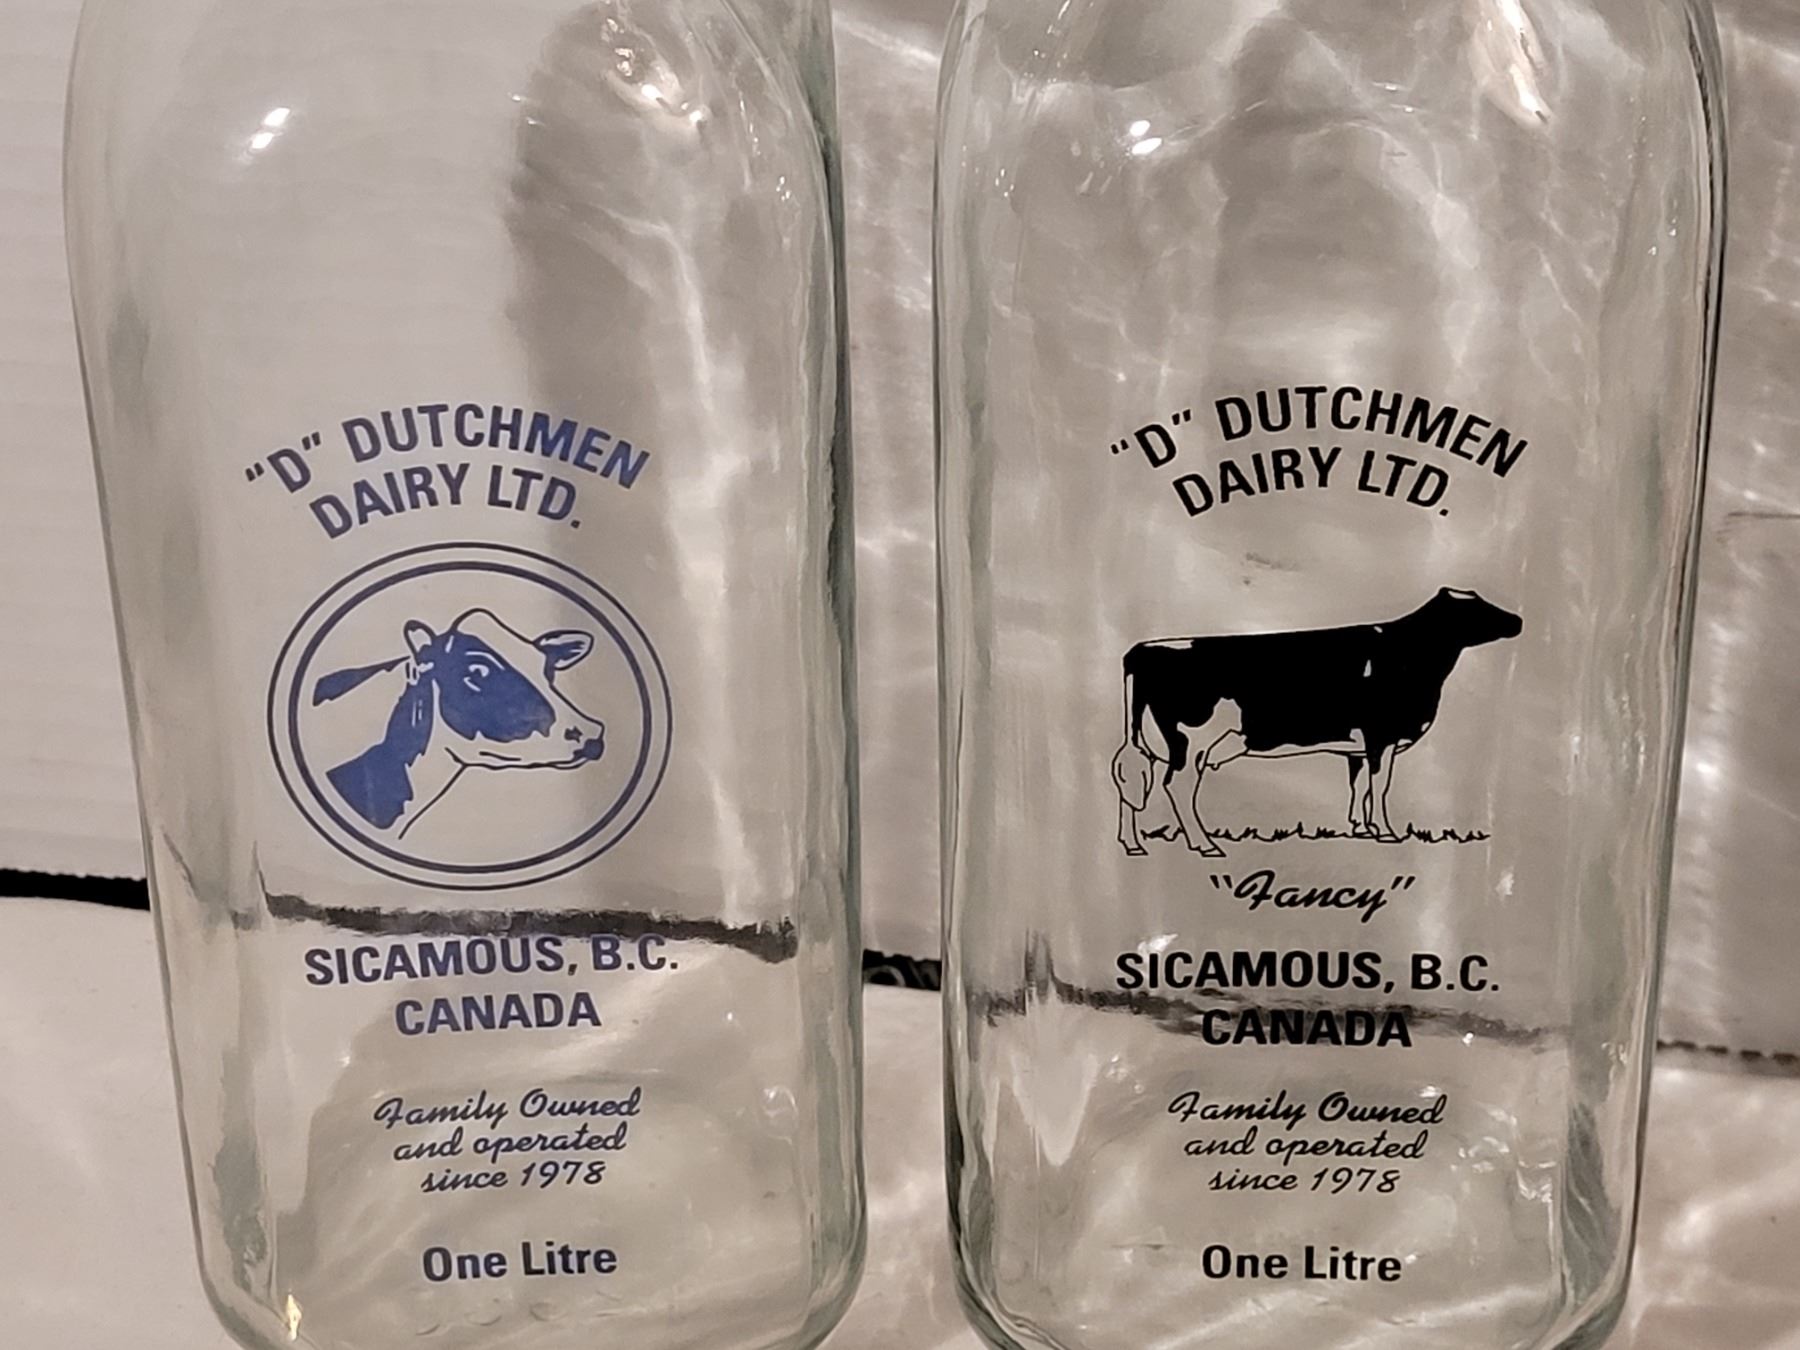 "D" DUTCHMEN
DAIRY LTD.
SICAMOUS, B.C.
CANADA
Family Owned
and operated
since 1978
One Litre
"D" DUTCHMEN
DAIRY LTD.
"Fancy"
SICAMOUS, B.C.
CANADA
Family Owned
and operated
since 1978
One Litre